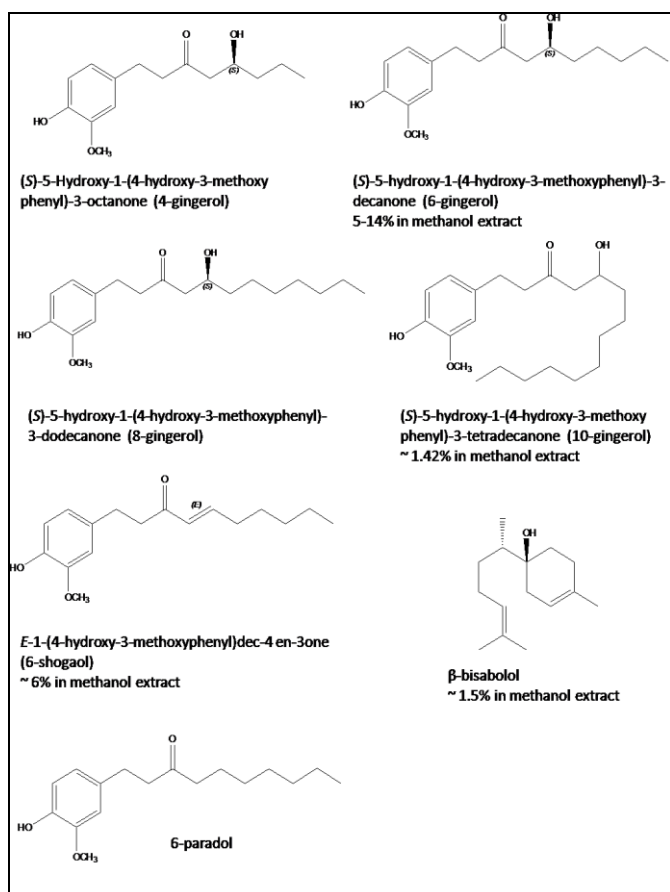 O
OH
(S)
HO
OCH3
(S)-5-Hydroxy-1-(4-hydroxy-3-methoxy
phenyl)-3-octanone (4-gingerol)
O
OH
(S)
HO
OCH3
(S)-5-hydroxy-1-(4-hydroxy-3-methoxyphenyl)-3-
decanone (6-gingerol)
5-14% in methanol extract
O
OH
(S)
HO
OCH3
(S)-5-hydroxy-1-(4-hydroxy-3-methoxyphenyl)-
3-dodecanone (8-gingerol)
O
OH
HO
OCH3
(S)-5-hydroxy-1-(4-hydroxy-3-methoxy
phenyl)-3-tetradecanone (10-gingerol)
~ 1.42% in methanol extract
O
(E)
HO
OCH3
E-1-(4-hydroxy-3-methoxyphenyl)dec-4 en-3one
(6-shogaol)
~ 6% in methanol extract
OH
β-bisabolol
~ 1.5% in methanol extract
O
HO
OCH3
6-paradol